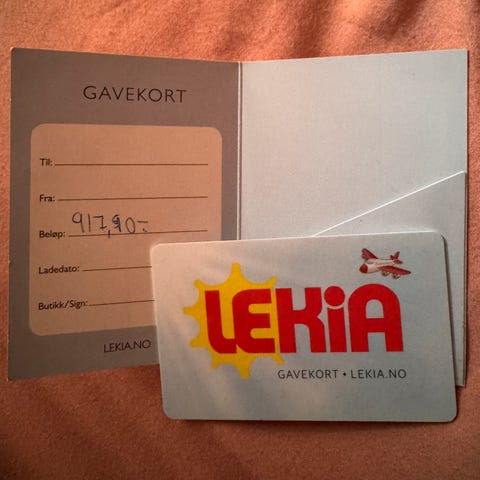 GAVEKORT
Til:
Fra:
Beløp: 917,90-
Ladedato:
Butikk/Sign:
LEKIA.NO
LEKiA
GAVEKORT • LEKIA.NO